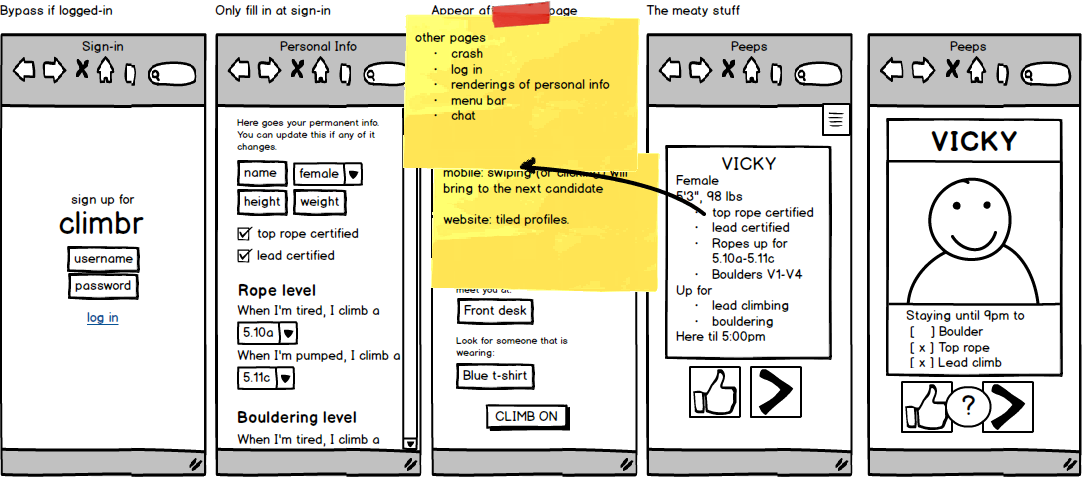 Bypass if logged-in
Only fill in at sign-in
Appear af page
The meaty stuff
Sign-in
sign up for
climbr
username
password
log in
Personal Info
Here goes your permanent info.
You can update this if any of it
changes.
name
female
height
weight
top rope certified
lead certified
Rope level
When I'm tired, I climb a
5.10a
When I'm pumped, I climb a
5.11c
Bouldering level
When I'm tired, I climb a
other pages
· crash
· log in
· renderings of personal info
· menu bar
· chat
mobile: swiping (or clicking) will
bring to the next candidate
website: tiled profiles.
meet you at:
Front desk
Look for someone that is
wearing:
Blue t-shirt
CLIMB ON
Peeps
VICKY
Female
5'3", 98 lbs
· top rope certified
· lead certified
· Ropes up for
5.10a-5.11c
· Boulders V1-V4
Up for
· lead climbing
· bouldering
Here til 5:00pm
Peeps
VICKY
Staying until 9pm to
[ ] Boulder
[ x ] Top rope
[ x ] Lead climb
?